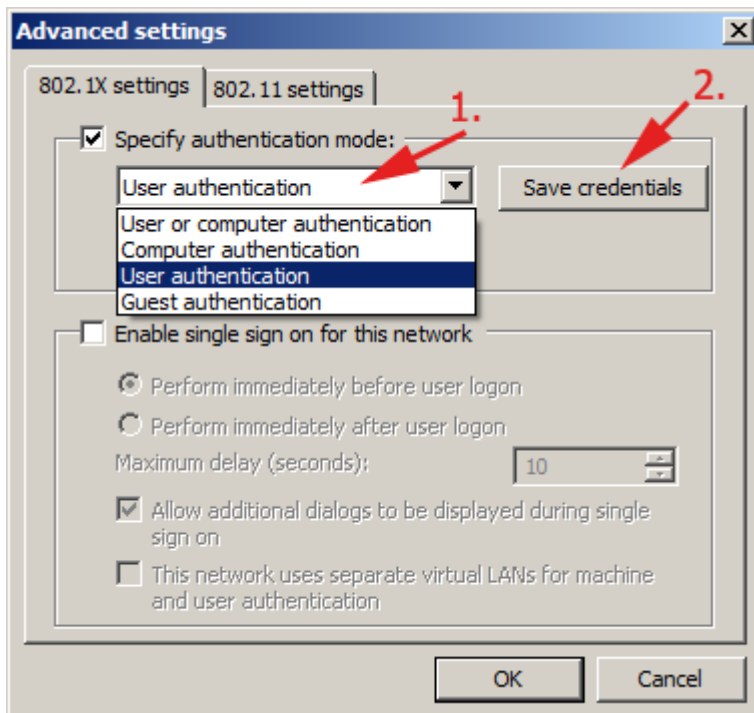 Advanced settings
802.1X settings
802.11 settings
1.
2.
Specify authentication mode:
User authentication
Save credentials
User or computer authentication
Computer authentication
User authentication
Guest authentication
Enable single sign on for this network
Perform immediately before user logon
Perform immediately after user logon
Maximum delay (seconds):
10
Allow additional dialogs to be displayed during single
sign on
This network uses separate virtual LANs for machine
and user authentication
OK
Cancel